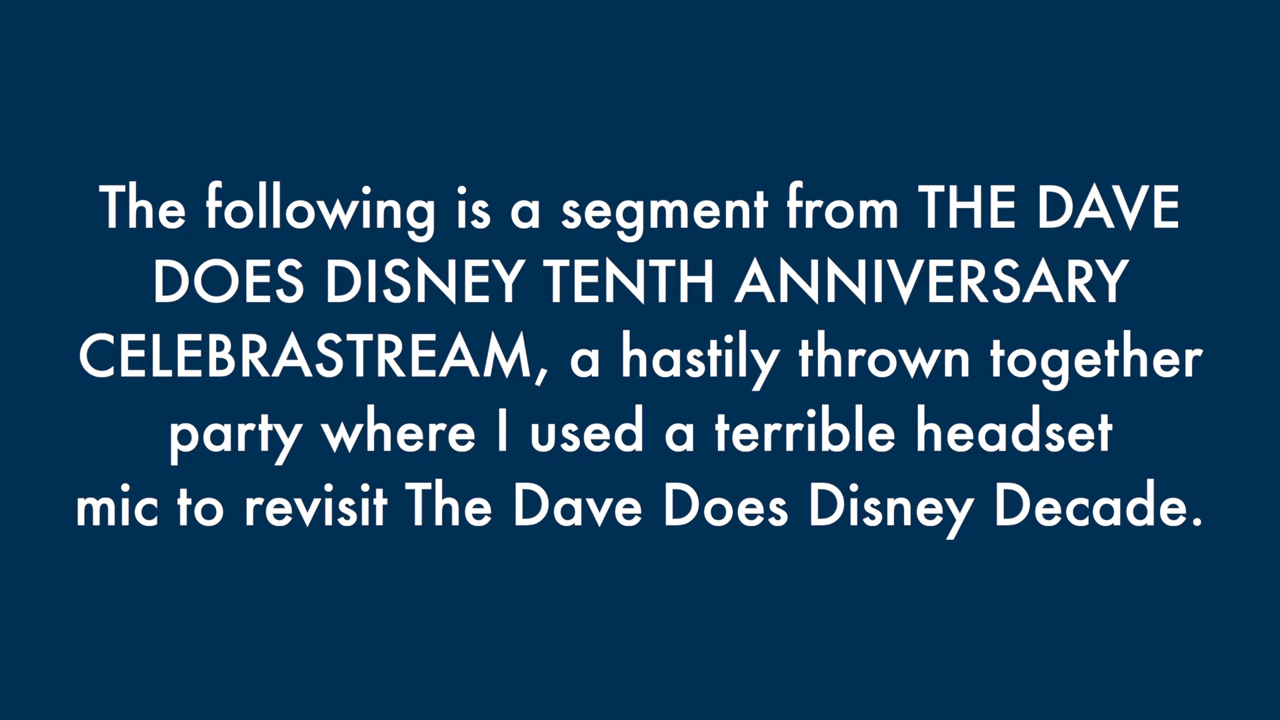 The following is a segment from THE DAVE
DOES DISNEY TENTH ANNIVERSARY
CELEBRASTREAM, a hastily thrown together
party where I used a terrible headset
mic to revisit The Dave Does Disney Decade.